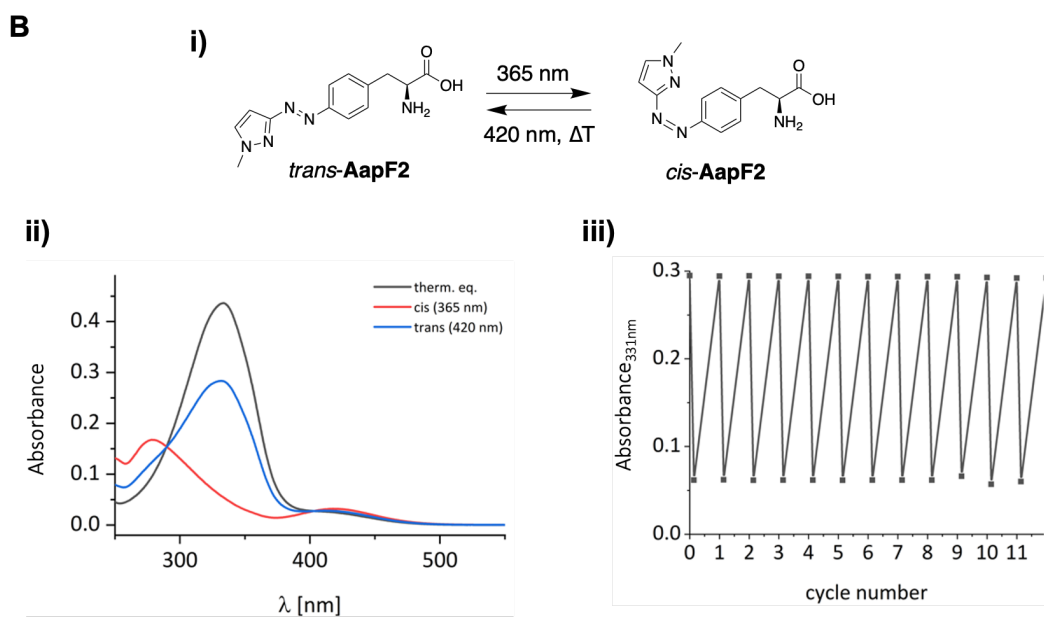 B
i)
365 nm
420 nm, ΔT
N
N
N
N
O
OH
NH2
trans-AapF2
N
N
N
N
O
OH
NH2
cis-AapF2
ii)
therm. eq.
cis (365 nm)
trans (420 nm)
0.4
0.3
0.2
0.1
0.0
Absorbance
300 400 500
λ [nm]
iii)
0.3
0.2
0.1
0.0
Absorbance331nm
0 1 2 3 4 5 6 7 8 9 10 11
cycle number